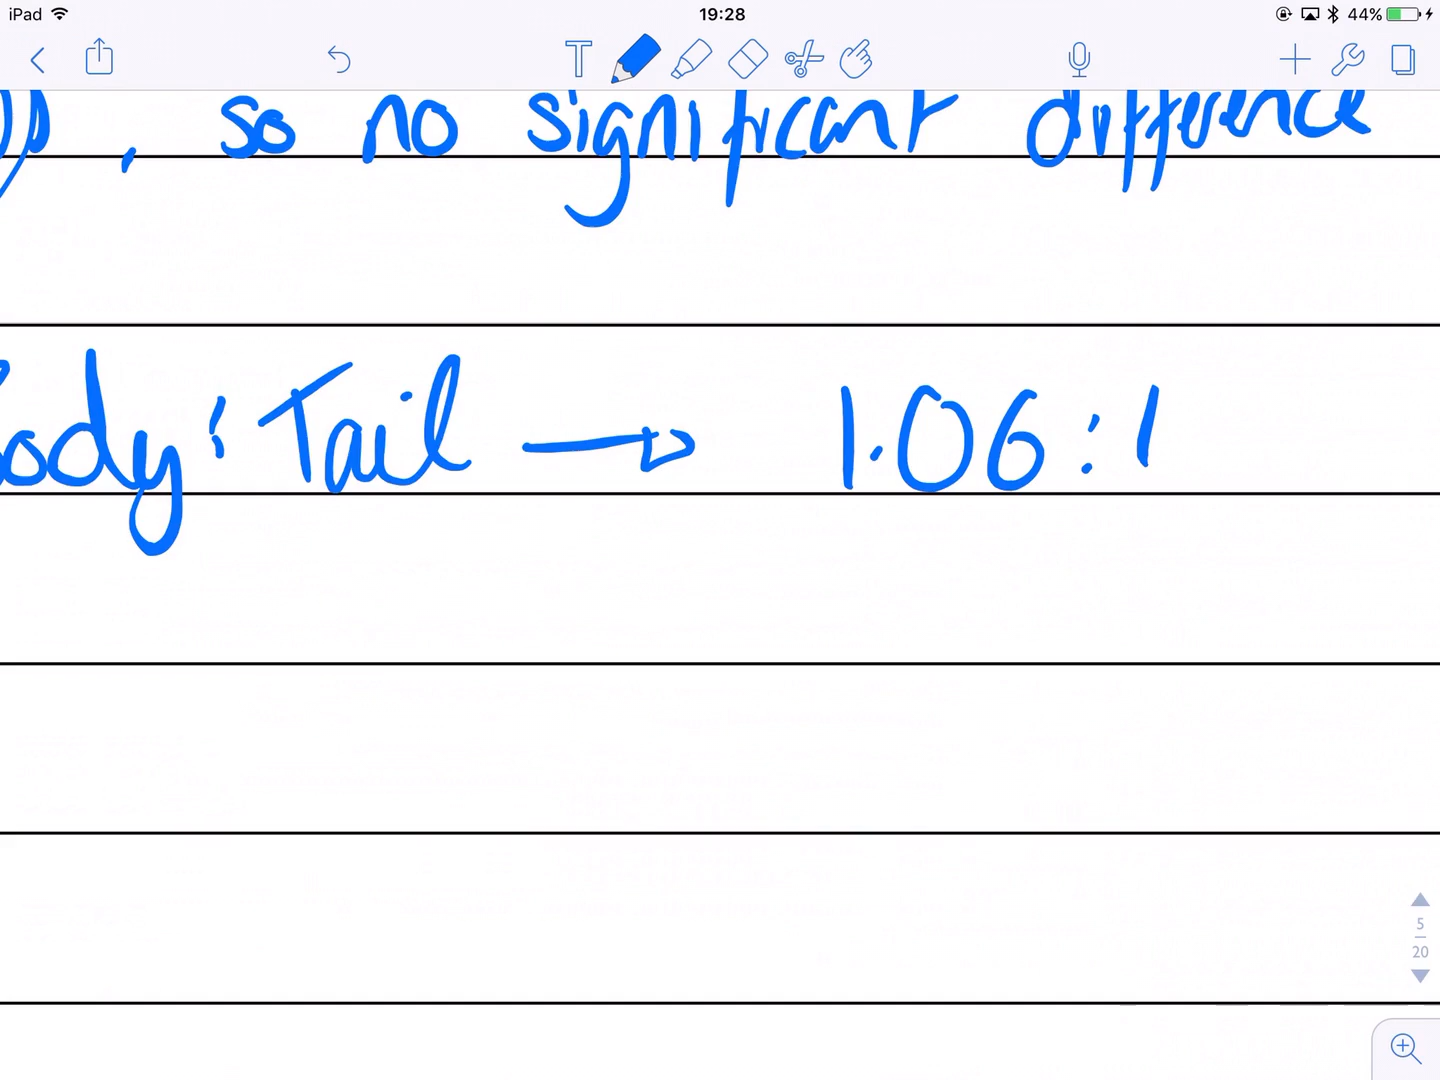 iPad 19:28 44%
T
, so no significant difference
ody : Tail → 1.06 : 1
5
20